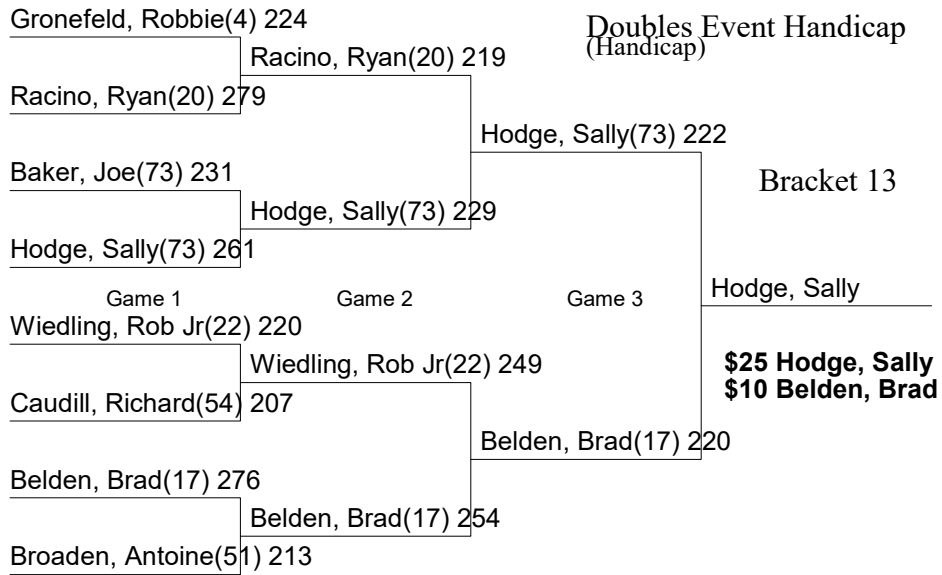 Gronefeld, Robbie(4) 224
Doubles Event Handicap
(Handicap)
Racino, Ryan(20) 219
Racino, Ryan(20) 279
Hodge, Sally(73) 222
Baker, Joe(73) 231
Bracket 13
Hodge, Sally(73) 229
Hodge, Sally(73) 261
Game 1
Game 2
Game 3
Hodge, Sally
Wiedling, Rob Jr(22) 220
Wiedling, Rob Jr(22) 249
$25 Hodge, Sally
$10 Belden, Brad
Caudill, Richard(54) 207
Belden, Brad(17) 220
Belden, Brad(17) 276
Belden, Brad(17) 254
Broaden, Antoine(51) 213